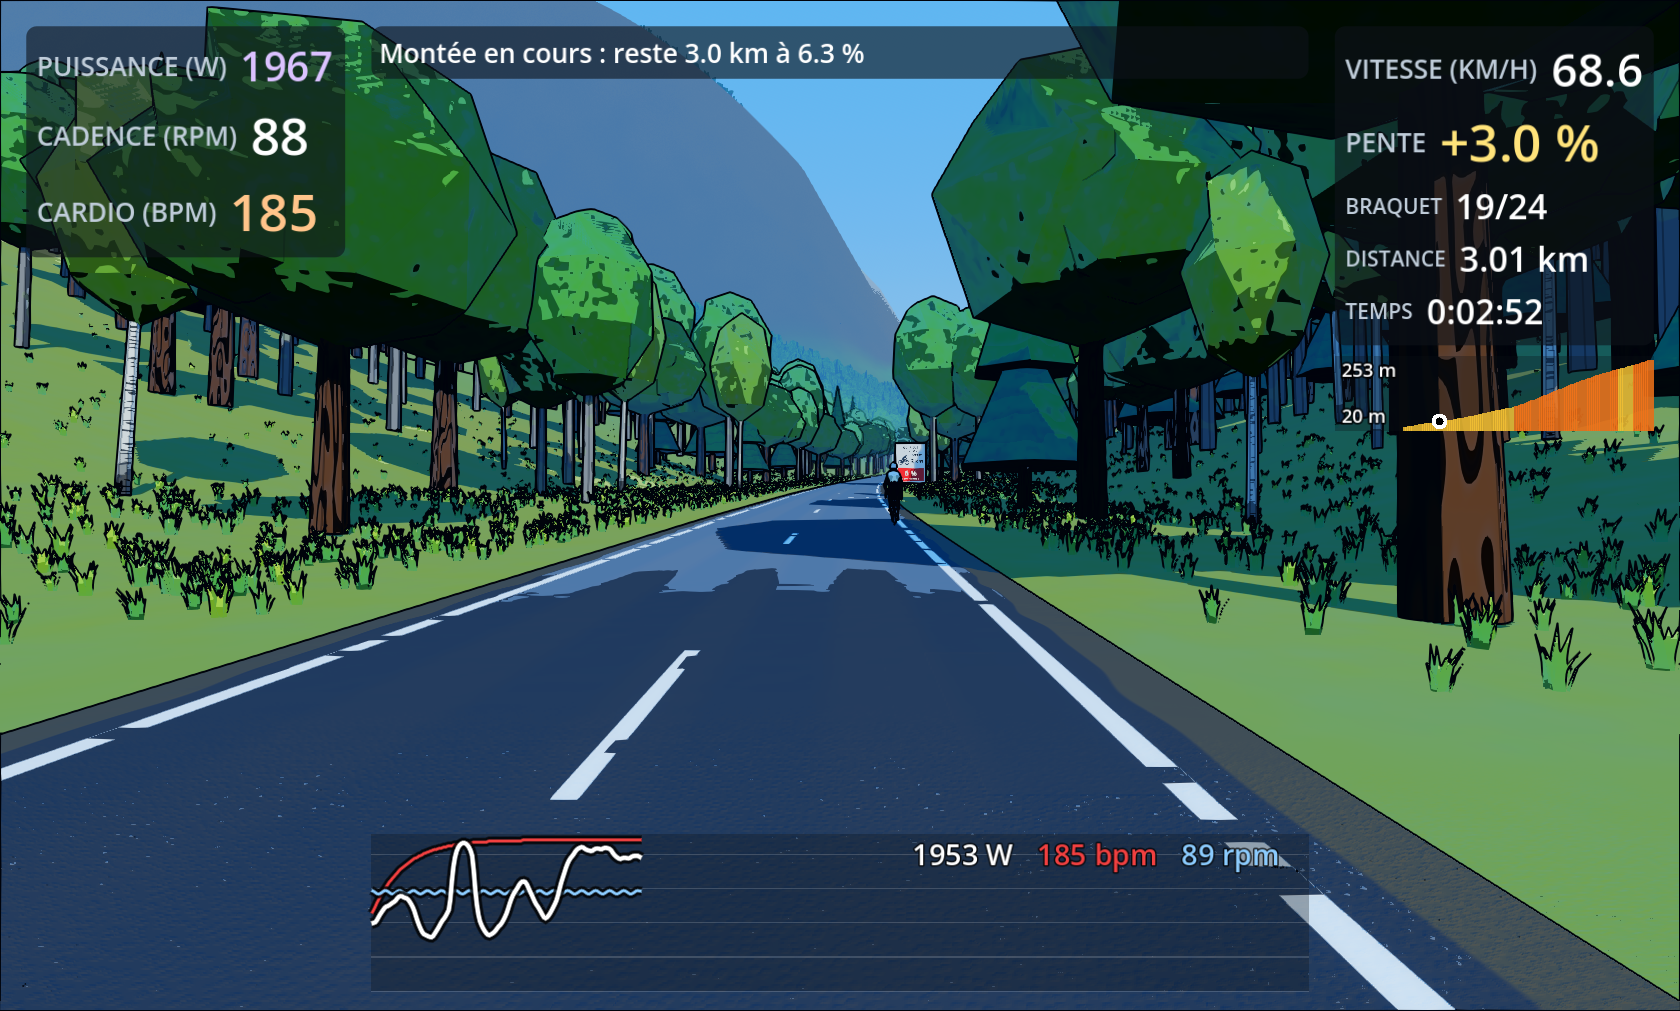 PUISSANCE (W) 1967
CADENCE (RPM) 88
CARDIO (BPM) 185
Montée en cours : reste 3.0 km à 6.3 %
VITESSE (KM/H) 68.6
PENTE +3.0 %
BRAQUET 19/24
DISTANCE 3.01 km
TEMPS 0:02:52
253 m
20 m
1953 W 185 bpm 89 rpm